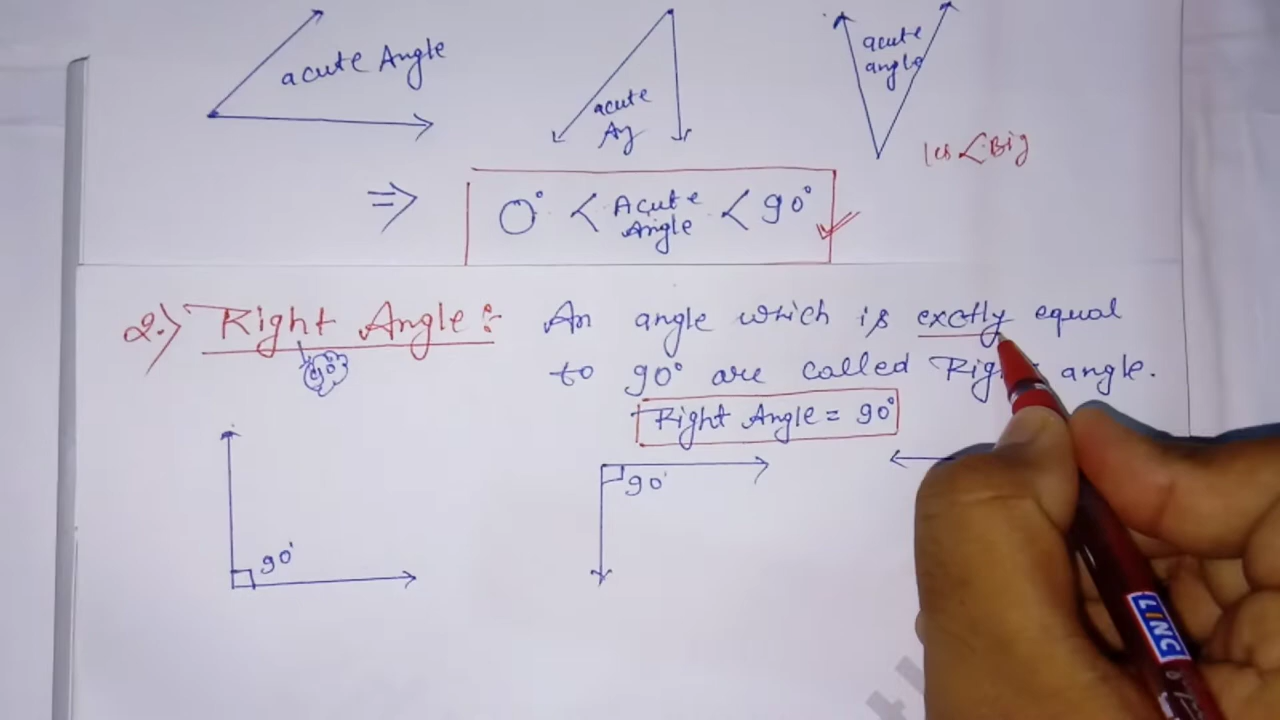 acute Angle
acute
Ag
acute
angle
les < Big
⇒ 0° < Acute Angle < 90°
2.) Right Angle:- An angle which is exctly equal
90°
to 90° are called Right angle.
Right Angle = 90°
90°
90°
LINC